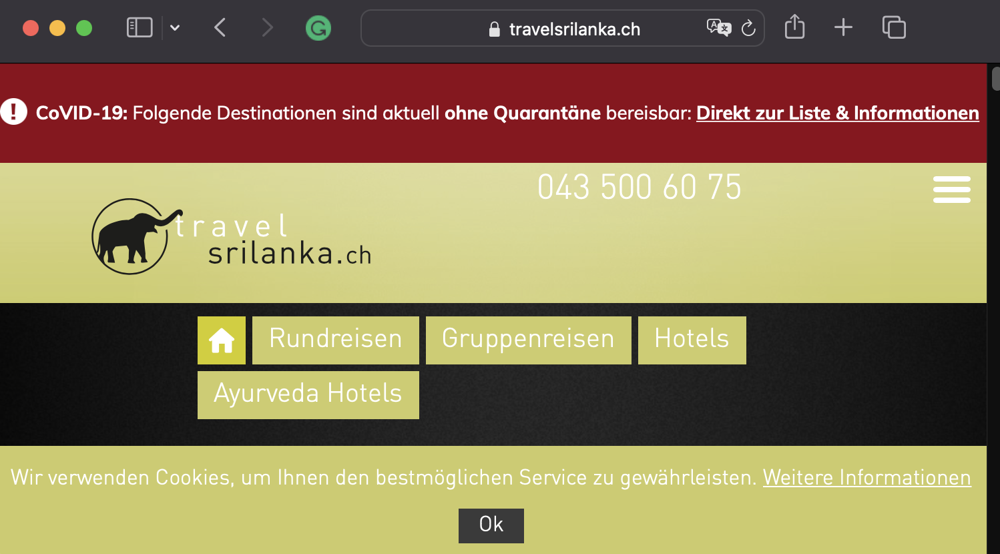 travelsrilanka.ch
CoVID-19: Folgende Destinationen sind aktuell ohne Quarantäne bereisbar: Direkt zur Liste & Informationen
043 500 60 75
travel
srilanka.ch
Rundreisen Gruppenreisen Hotels
Ayurveda Hotels
Wir verwenden Cookies, um Ihnen den bestmöglichen Service zu gewährleisten. Weitere Informationen
Ok